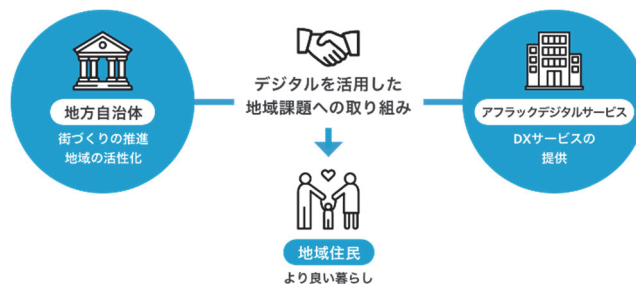 地方自治体
街づくりの推進
地域の活性化
デジタルを活用した
地域課題への取り組み
アフラックデジタルサービス
DXサービスの
提供
地域住民
より良い暮らし